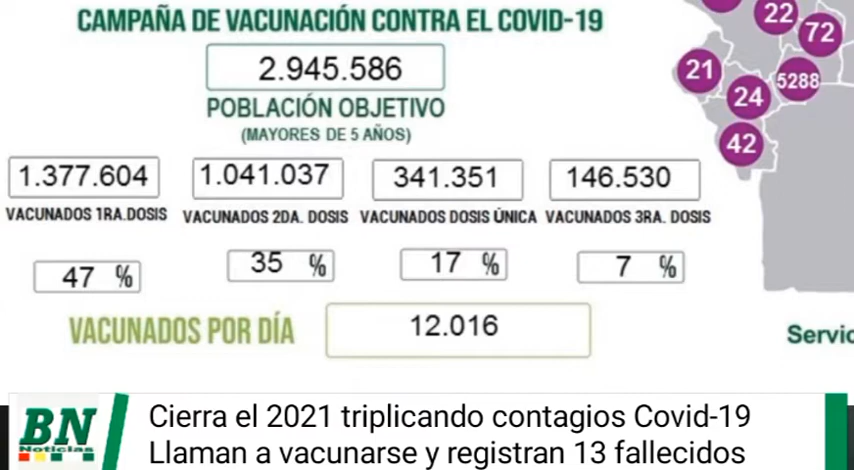 CAMPAÑA DE VACUNACIÓN CONTRA EL COVID-19
2.945.586
POBLACIÓN OBJETIVO
(MAYORES DE 5 AÑOS)
1.377.604
VACUNADOS 1RA.DOSIS
47 %
1.041.037
VACUNADOS 2DA. DOSIS
35 %
341.351
VACUNADOS DOSIS ÚNICA
17 %
146.530
VACUNADOS 3RA. DOSIS
7 %
VACUNADOS POR DÍA
12.016
22
72
21
5288
24
42
Servic
BN
Noticias
Cierra el 2021 triplicando contagios Covid-19
Llaman a vacunarse y registran 13 fallecidos